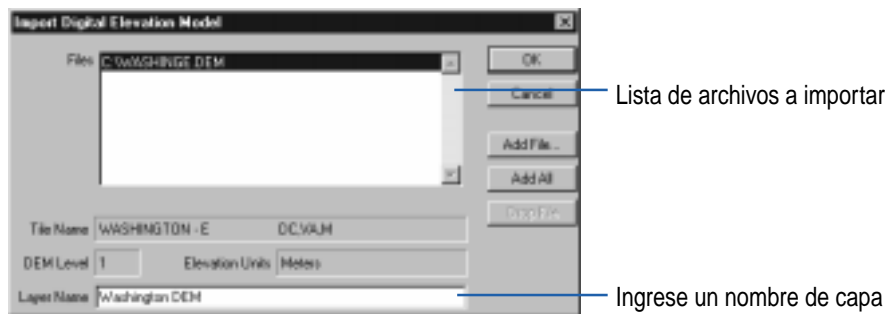 Import Digital Elevation Model
Files C:\WASHINGE.DEM
OK
Cancel
Lista de archivos a importar
Add File...
Add All
Drop File
Tile Name WASHINGTON - E DC,VA,M
DEM Level 1 Elevation Units Meters
Layer Name Washington DEM
Ingrese un nombre de capa